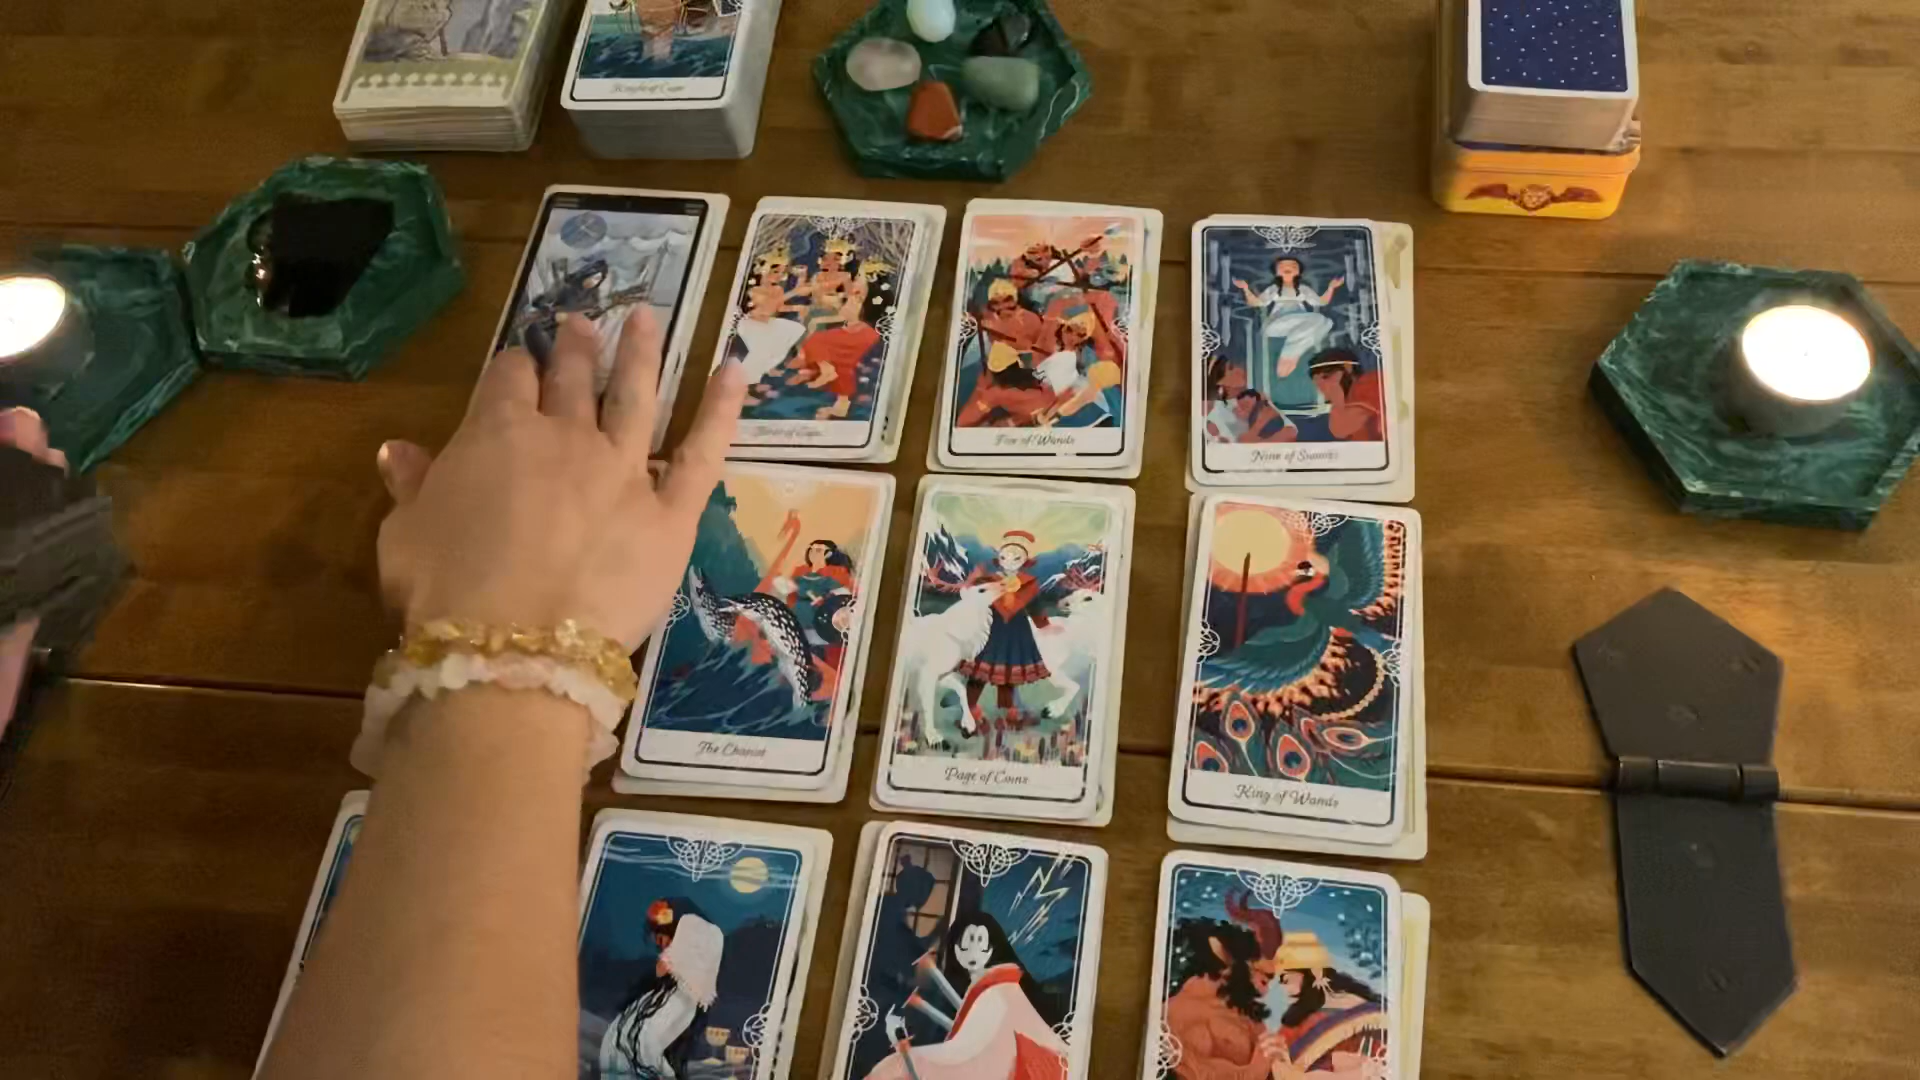 Knight of Cups
Three of Cups
Five of Wands
Nine of Swords
The Chariot
Page of Coins
King of Wands